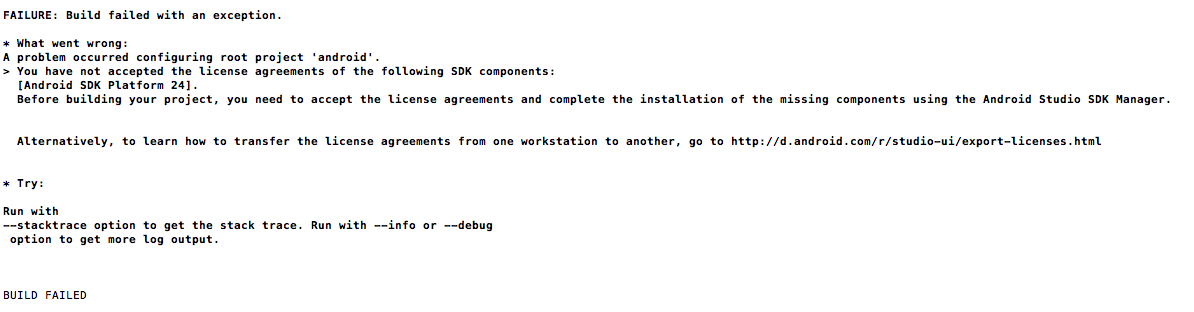 FAILURE: Build failed with an exception.
* What went wrong:
A problem occurred configuring root project 'android'.
> You have not accepted the license agreements of the following SDK components:
[Android SDK Platform 24].
Before building your project, you need to accept the license agreements and complete the installation of the missing components using the Android Studio SDK Manager.
Alternatively, to learn how to transfer the license agreements from one workstation to another, go to http://d.android.com/r/studio-ui/export-licenses.html
* Try:
Run with
--stacktrace option to get the stack trace. Run with --info or --debug
option to get more log output.
BUILD FAILED